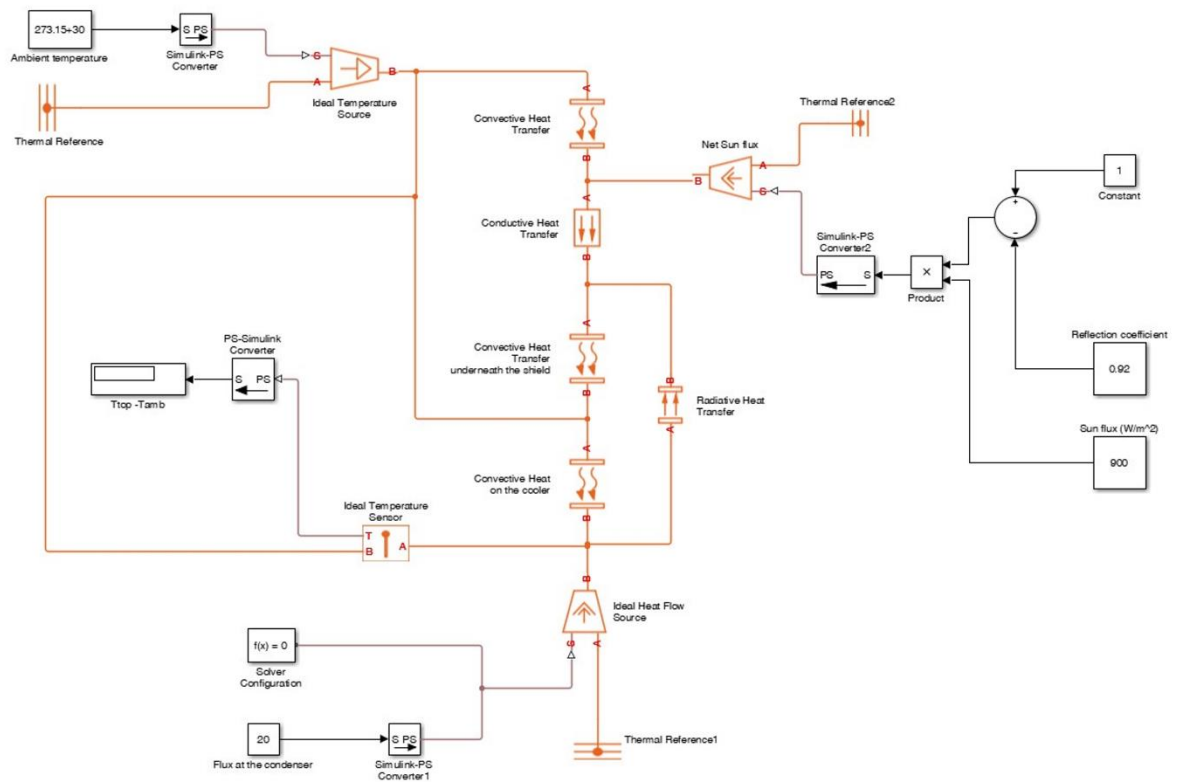 273.15+30
Ambient temperature
S PS
Simulink-PS
Converter
S
A
B
Ideal Temperature
Source
Thermal Reference
A
Convective Heat
Transfer
B
Thermal Reference2
Net Sun flux
A
B
S
1
Constant
+
-
A
Conductive Heat
Transfer
B
Simulink-PS
Converter2
PS S
×
Product
Reflection coefficient
0.92
Sun flux (W/m^2)
900
PS-Simulink
Converter
S PS
Ttop -Tamb
A
Convective Heat
Transfer
underneath the shield
B
B
Radiative Heat
Transfer
A
A
Convective Heat
on the cooler
B
Ideal Temperature
Sensor
T
B
A
B
Ideal Heat Flow
Source
S
A
f(x) = 0
Solver
Configuration
20
Flux at the condenser
S PS
Simulink-PS
Converter1
Thermal Reference1